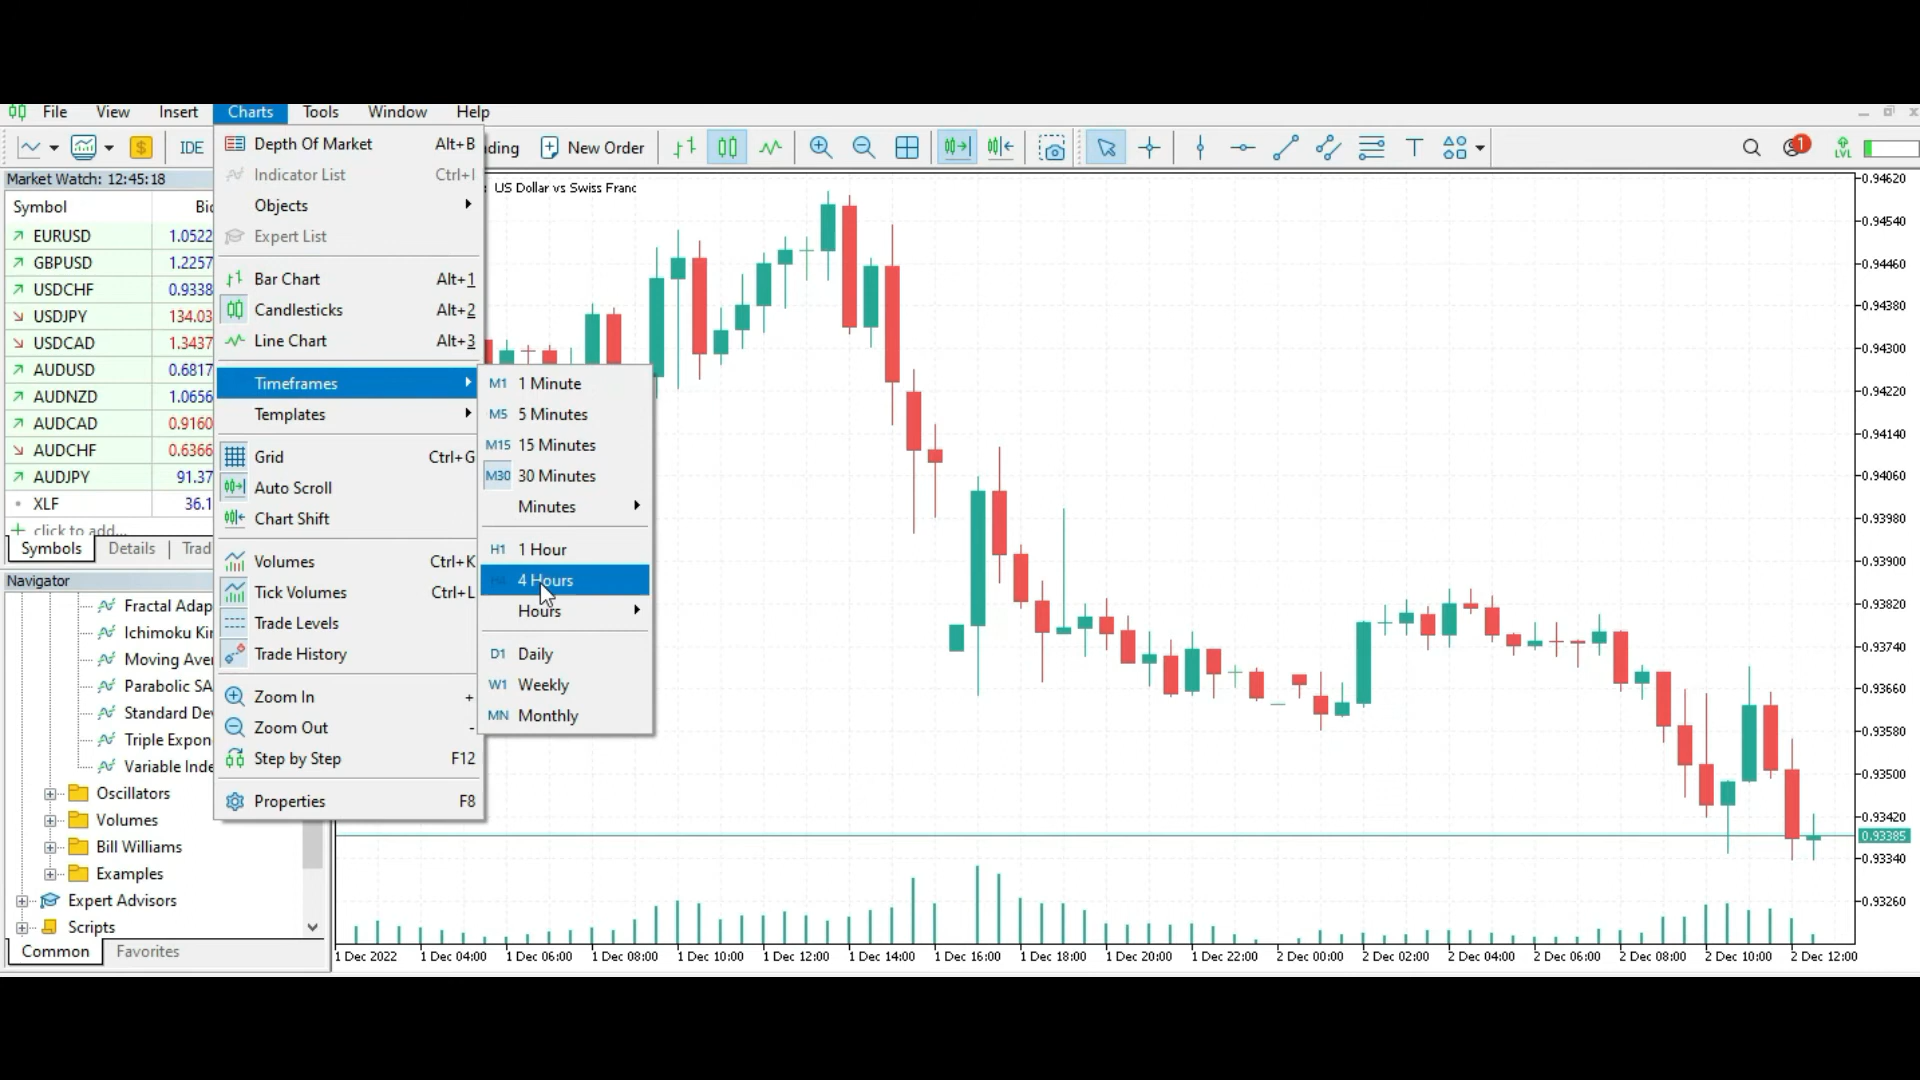 File View Insert Charts Tools Window Help
IDE New Order 1 LVL
Market Watch: 12:45:18
Symbol
EURUSD 1.0522
GBPUSD 1.2257
USDCHF 0.9338
USDJPY 134.03
USDCAD 1.3437
AUDUSD 0.6817
AUDNZD 1.0656
AUDCAD 0.9160
AUDCHF 0.6366
AUDJPY 91.37
XLF 36.1
click to add...
Symbols Details Trad
Navigator
Fractal Adap
Ichimoku Kin
Moving Aver
Parabolic SA
Standard Dev
Triple Expon
Variable Inde
Oscillators
Volumes
Bill Williams
Examples
Expert Advisors
Scripts
Common Favorites
Depth Of Market Alt+B
Indicator List Ctrl+I
Objects
Expert List
Bar Chart Alt+1
Candlesticks Alt+2
Line Chart Alt+3
Timeframes
Templates
Grid Ctrl+G
Auto Scroll
Chart Shift
Volumes Ctrl+K
Tick Volumes Ctrl+L
Trade Levels
Trade History
Zoom In +
Zoom Out -
Step by Step F12
Properties F8
M1 1 Minute
M5 5 Minutes
M15 15 Minutes
M30 30 Minutes
Minutes
H1 1 Hour
4 Hours
Hours
D1 Daily
W1 Weekly
MN Monthly
US Dollar vs Swiss Franc
0.94620
0.94540
0.94460
0.94380
0.94300
0.94220
0.94140
0.94060
0.93980
0.93900
0.93820
0.93740
0.93660
0.93580
0.93500
0.93420
0.93385
0.93340
0.93260
1 Dec 2022 1 Dec 04:00 1 Dec 06:00 1 Dec 08:00 1 Dec 10:00 1 Dec 12:00 1 Dec 14:00 1 Dec 16:00 1 Dec 18:00 1 Dec 20:00 1 Dec 22:00 2 Dec 00:00 2 Dec 02:00 2 Dec 04:00 2 Dec 06:00 2 Dec 08:00 2 Dec 10:00 2 Dec 12:00